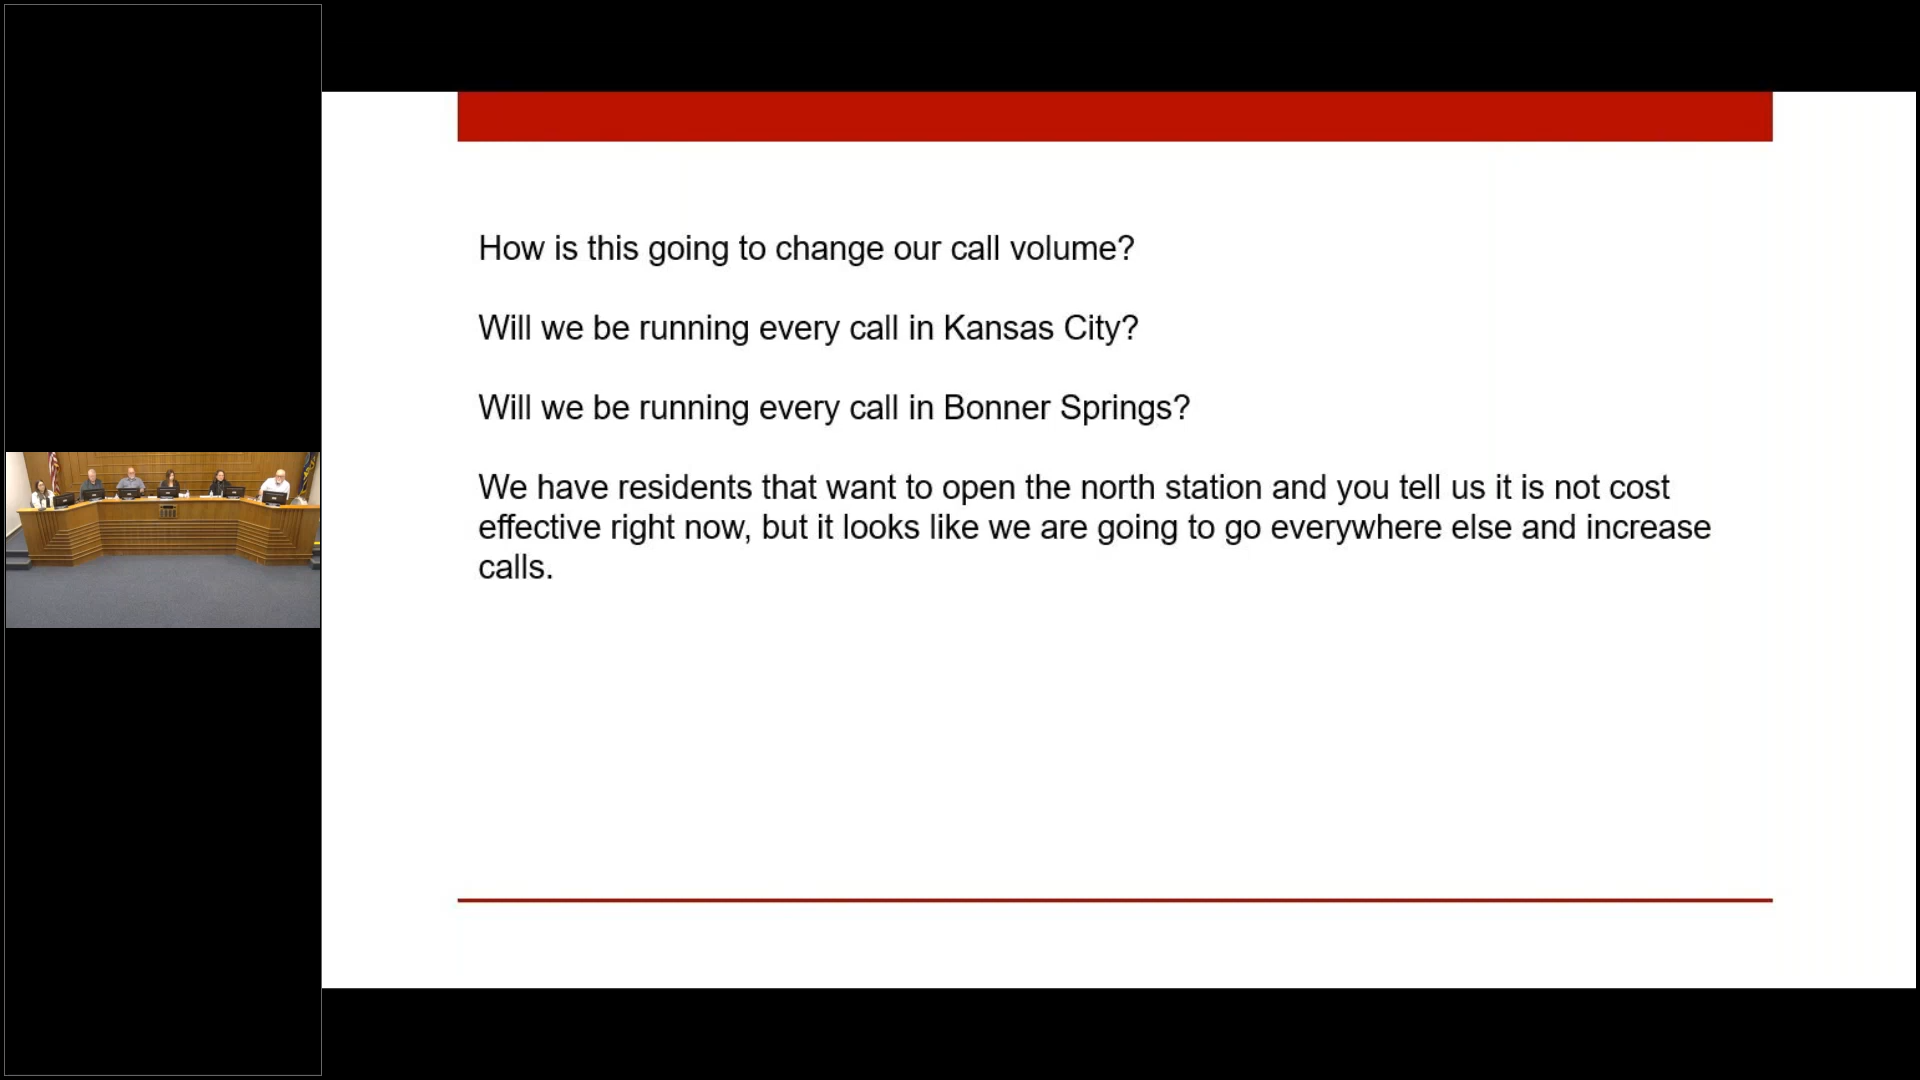 How is this going to change our call volume?
Will we be running every call in Kansas City?
Will we be running every call in Bonner Springs?
We have residents that want to open the north station and you tell us it is not cost
effective right now, but it looks like we are going to go everywhere else and increase
calls.